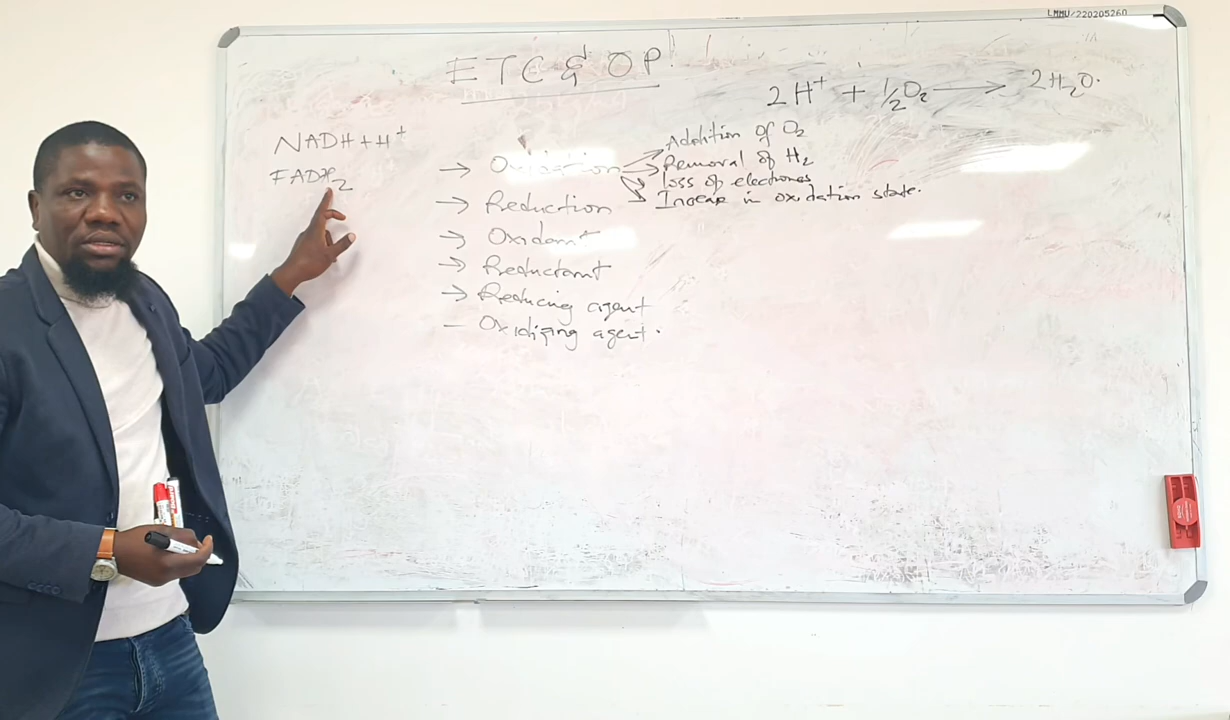 LMMU/220205260
ETC & OP!
2H⁺ + ½O₂ → 2H₂O.
NADH + H⁺
FADH₂
→ Oxidation → Addition of O₂
→ Removal of H₂
→ loss of electrones
→ Increase in oxidation state.
→ Reduction
→ Oxidant
→ Reductant
→ Reducing agent
– Oxidizing agent.